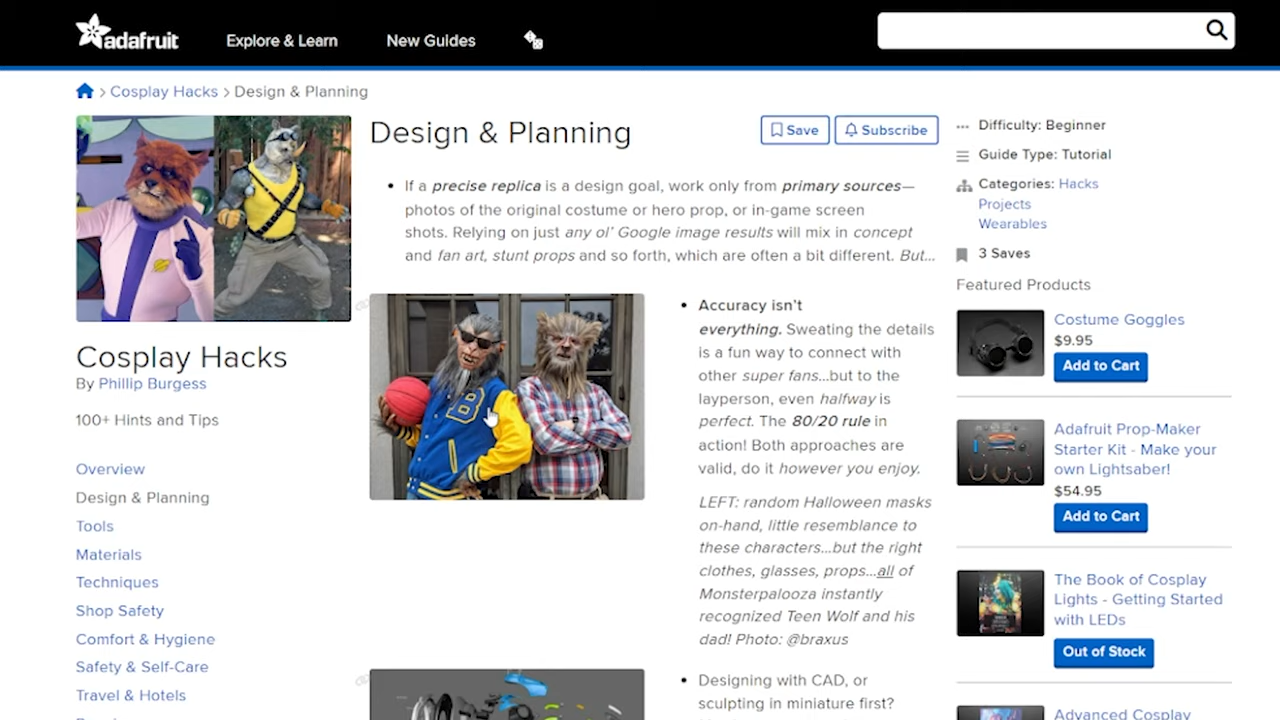 adafruit
Explore & Learn
New Guides
Cosplay Hacks > Design & Planning
Design & Planning
Save
Subscribe
• If a precise replica is a design goal, work only from primary sources—
photos of the original costume or hero prop, or in-game screen
shots. Relying on just any ol’ Google image results will mix in concept
and fan art, stunt props and so forth, which are often a bit different. But...
Cosplay Hacks
By Phillip Burgess
100+ Hints and Tips
Overview
Design & Planning
Tools
Materials
Techniques
Shop Safety
Comfort & Hygiene
Safety & Self-Care
Travel & Hotels
B
• Accuracy isn’t
everything. Sweating the details
is a fun way to connect with
other super fans...but to the
layperson, even halfway is
perfect. The 80/20 rule in
action! Both approaches are
valid, do it however you enjoy.
LEFT: random Halloween masks
on-hand, little resemblance to
these characters...but the right
clothes, glasses, props...all of
Monsterpalooza instantly
recognized Teen Wolf and his
dad! Photo: @braxus
• Designing with CAD, or
sculpting in miniature first?
Difficulty: Beginner
Guide Type: Tutorial
Categories: Hacks
Projects
Wearables
3 Saves
Featured Products
Costume Goggles
$9.95
Add to Cart
Adafruit Prop-Maker
Starter Kit - Make your
own Lightsaber!
$54.95
Add to Cart
The Book of Cosplay
Lights - Getting Started
with LEDs
Out of Stock
Advanced Cosplay